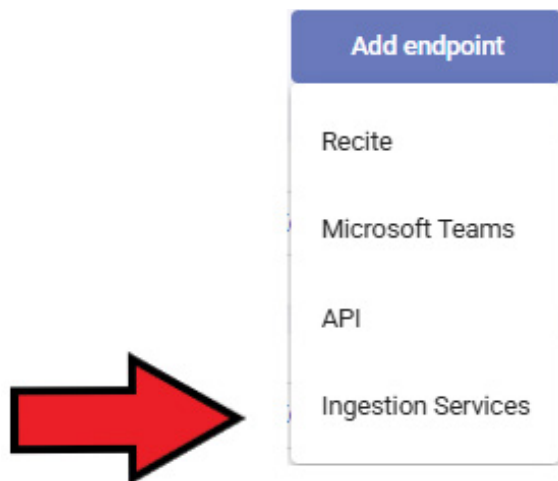 Add endpoint
Recite
Microsoft Teams
API
Ingestion Services